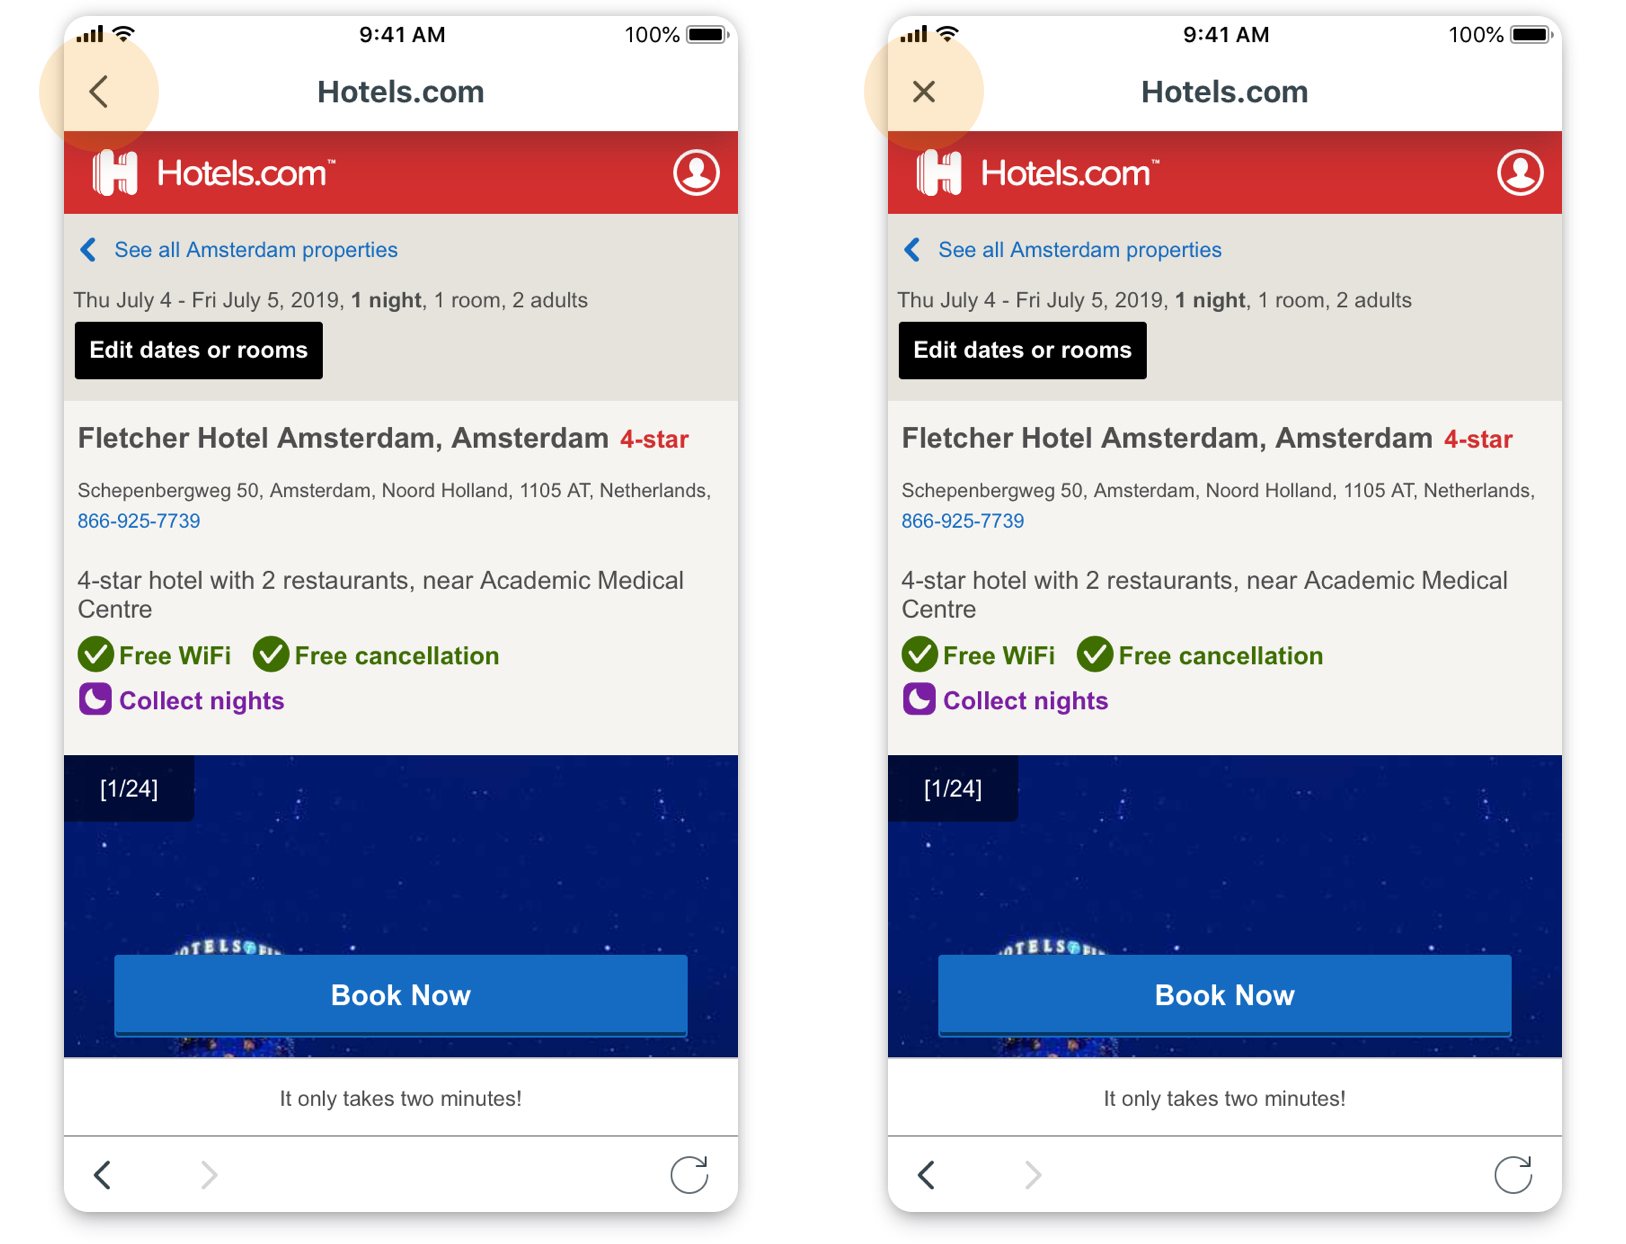 9:41 AM 100%
Hotels.com
Hotels.com™
See all Amsterdam properties
Thu July 4 - Fri July 5, 2019, 1 night, 1 room, 2 adults
Edit dates or rooms
Fletcher Hotel Amsterdam, Amsterdam 4-star
Schepenbergweg 50, Amsterdam, Noord Holland, 1105 AT, Netherlands,
866-925-7739
4-star hotel with 2 restaurants, near Academic Medical
Centre
Free WiFi Free cancellation
Collect nights
[1/24]
Book Now
It only takes two minutes!
9:41 AM 100%
Hotels.com
Hotels.com™
See all Amsterdam properties
Thu July 4 - Fri July 5, 2019, 1 night, 1 room, 2 adults
Edit dates or rooms
Fletcher Hotel Amsterdam, Amsterdam 4-star
Schepenbergweg 50, Amsterdam, Noord Holland, 1105 AT, Netherlands,
866-925-7739
4-star hotel with 2 restaurants, near Academic Medical
Centre
Free WiFi Free cancellation
Collect nights
[1/24]
Book Now
It only takes two minutes!